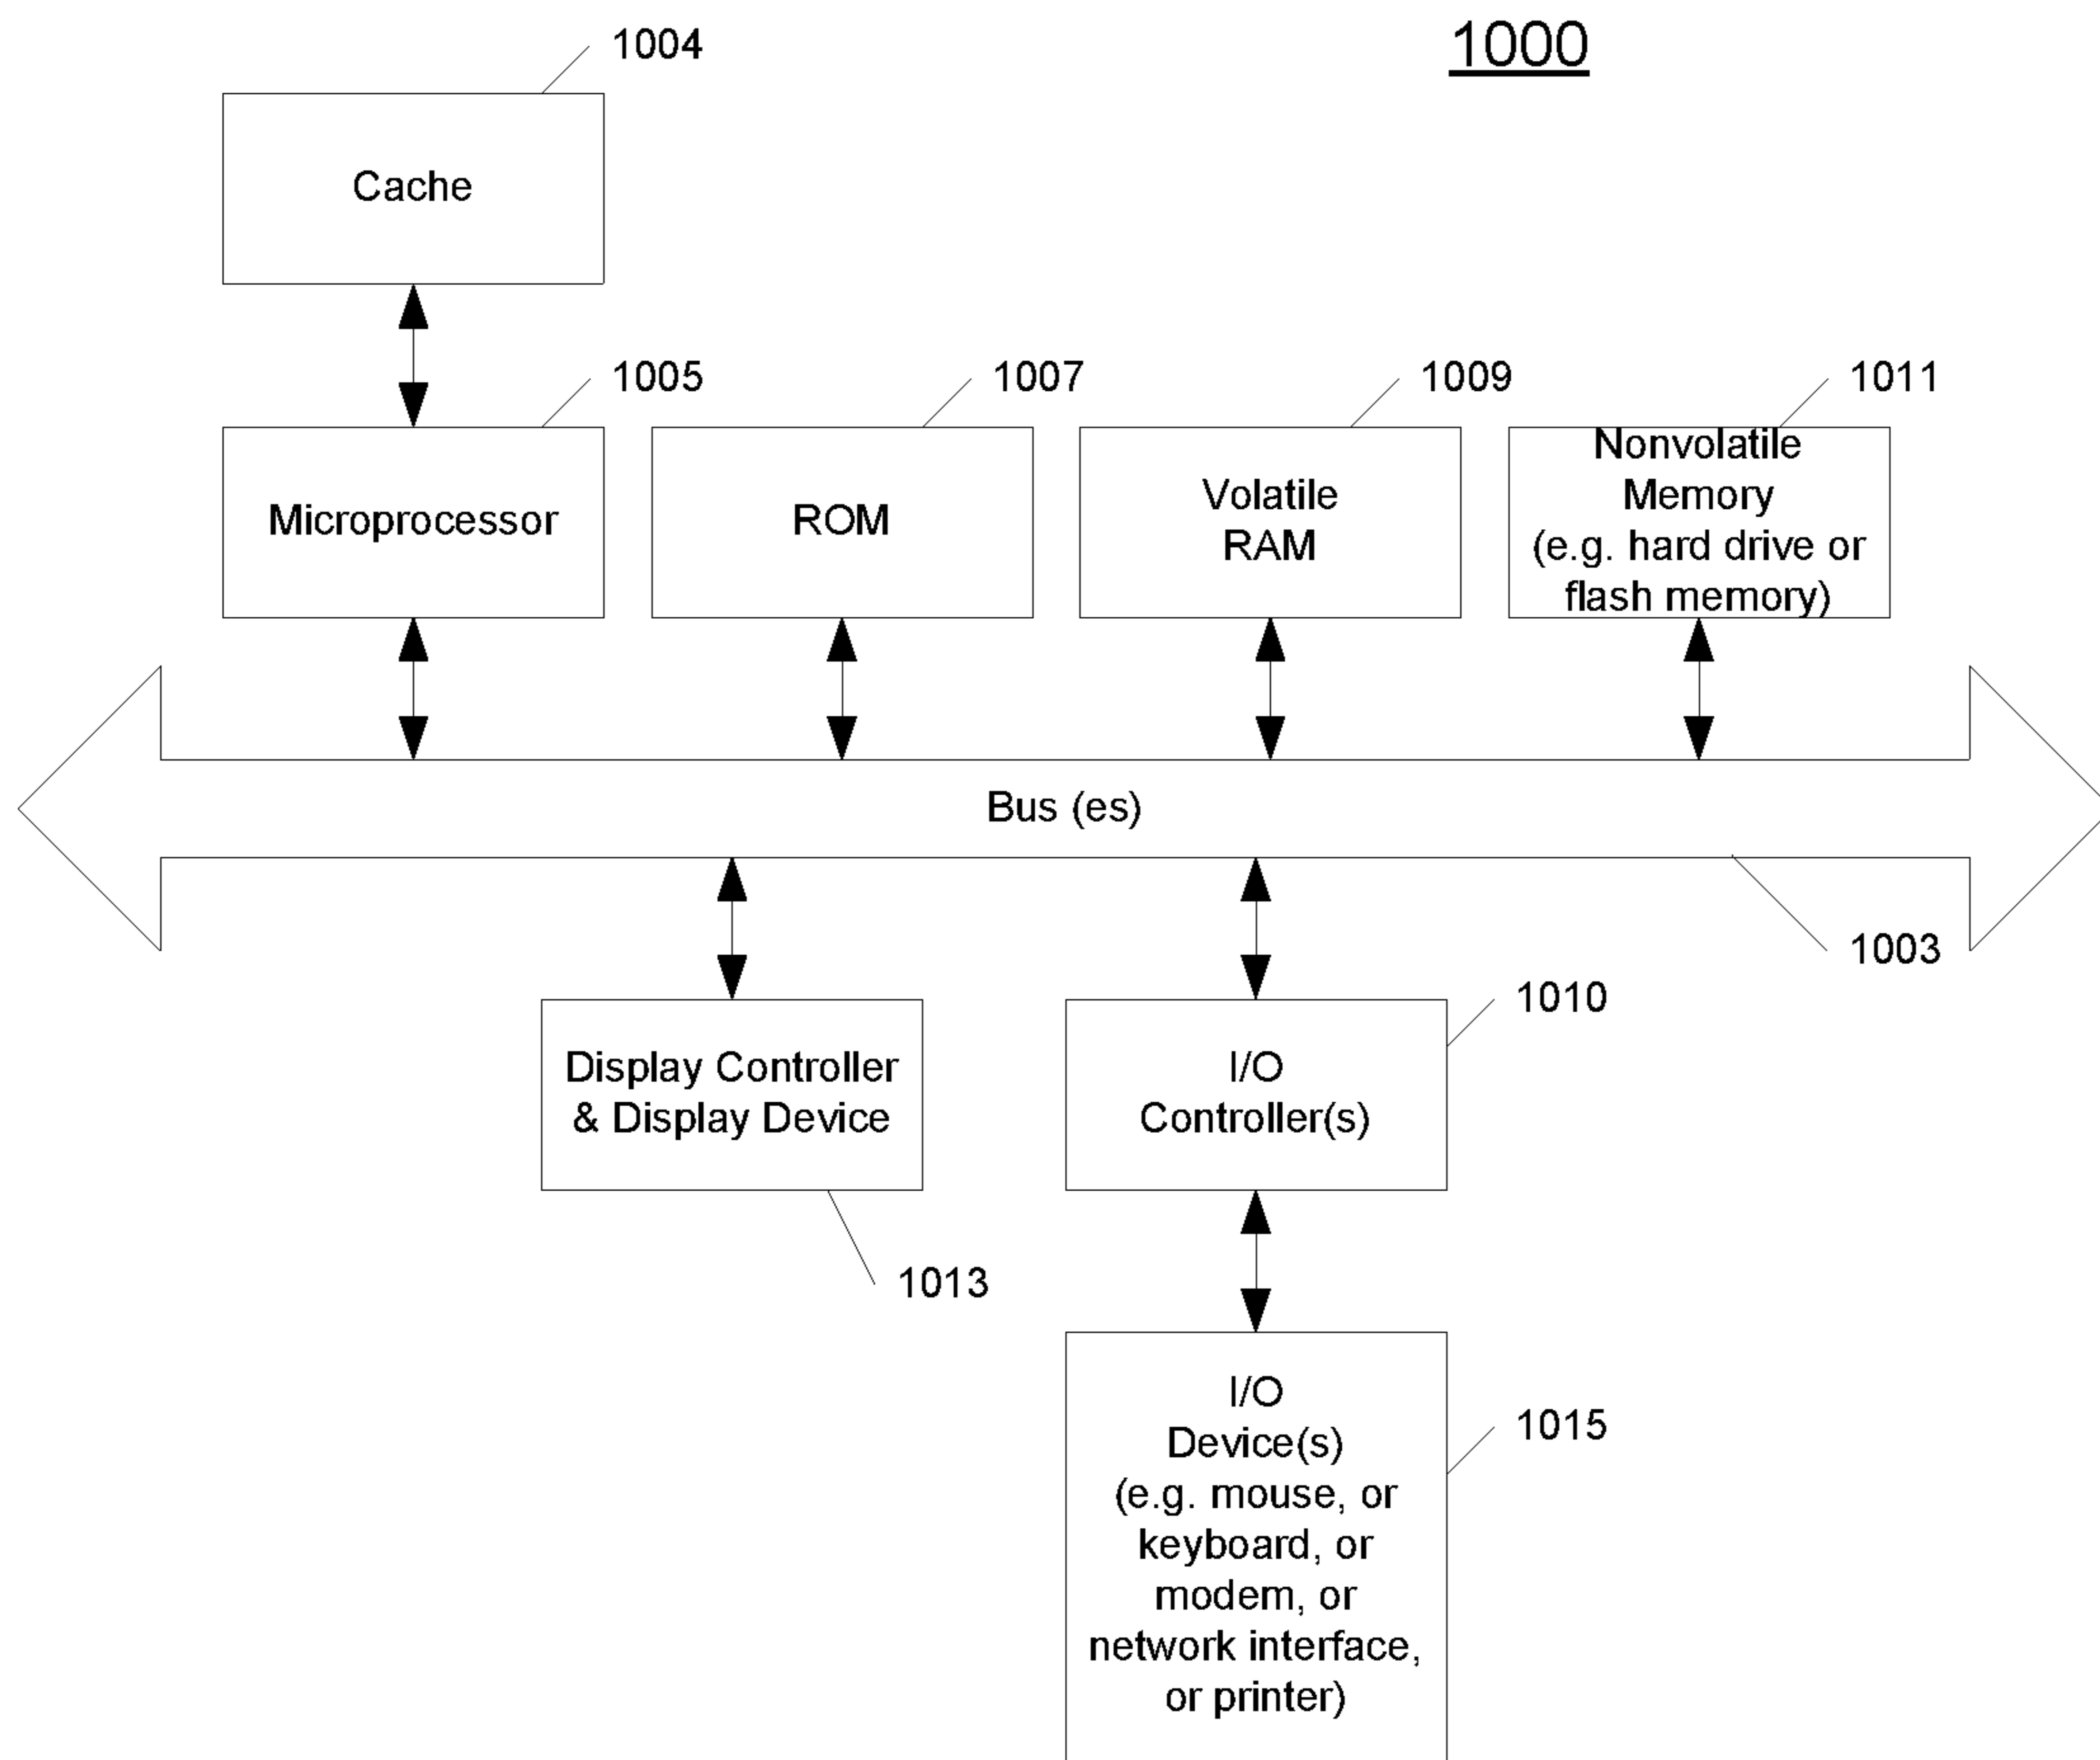 1000
1004
Cache
1005
1007
1009
1011
Microprocessor
ROM
Volatile
RAM
Nonvolatile
Memory
(e.g. hard drive or
flash memory)
Bus (es)
1003
1010
Display Controller
& Display Device
I/O
Controller(s)
1013
I/O
Device(s)
(e.g. mouse, or
keyboard, or
modem, or
network interface,
or printer)
1015